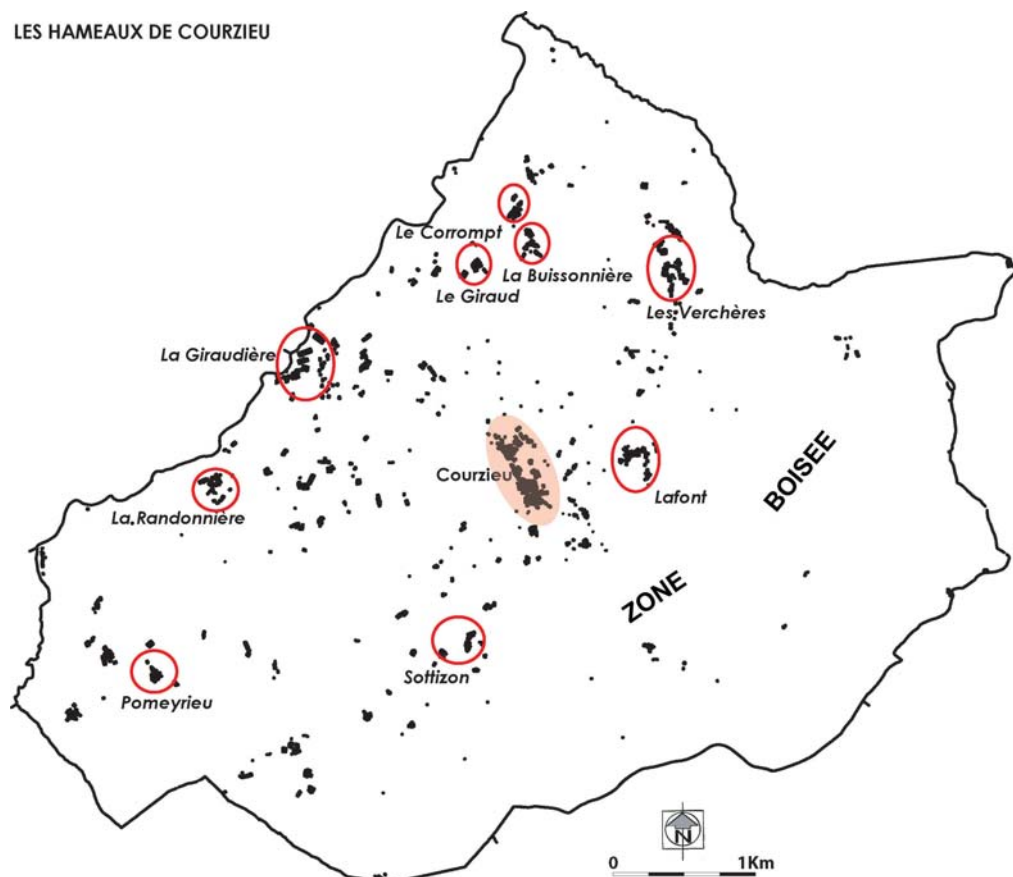 LES HAMEAUX DE COURZIEU
Le Corrompt
La Buissonnière
Le Giraud
Les Verchères
La Giraudière
Courzieu
Lafont
BOISEE
La Randonnière
ZONE
Sottizon
Pomeyrieu
N
0 1Km